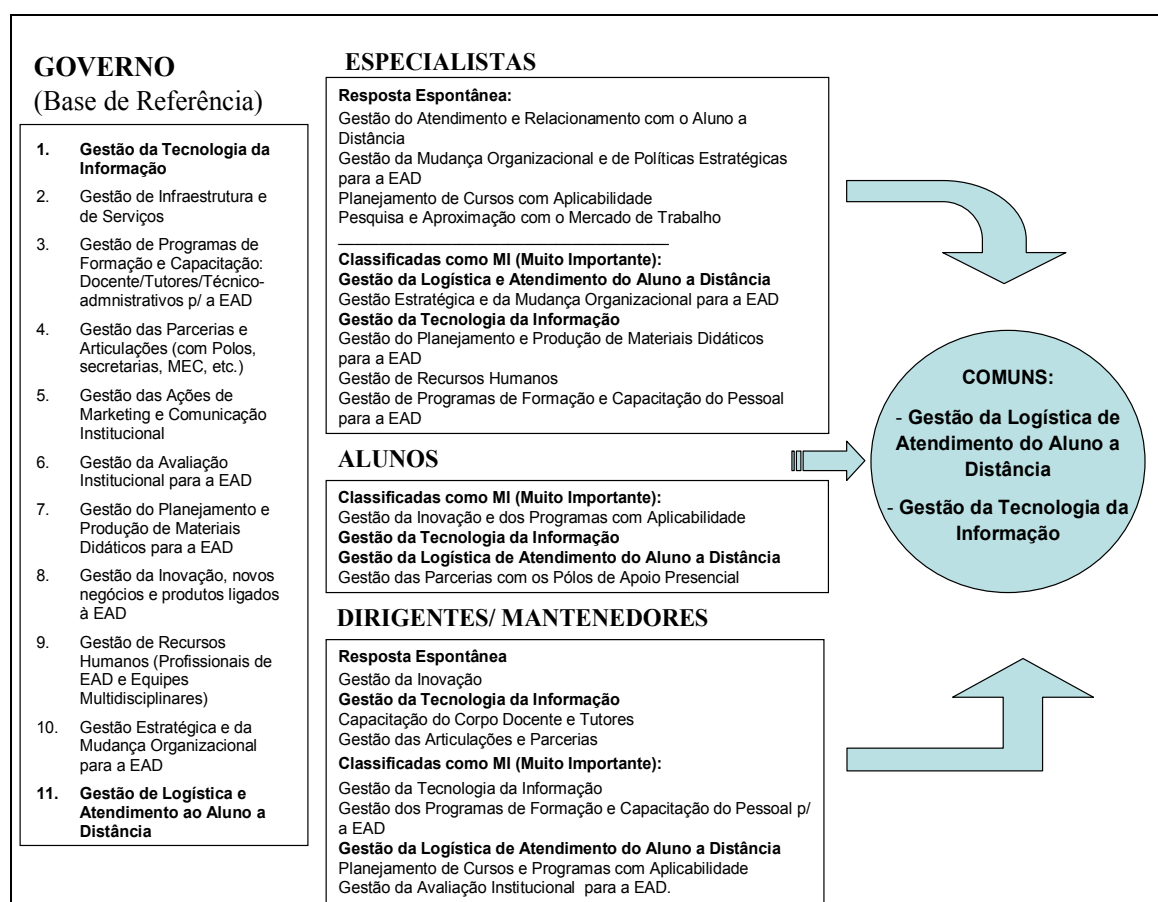 GOVERNO
(Base de Referência)
1. Gestão da Tecnologia da
Informação
2. Gestão de Infraestrutura e
de Serviços
3. Gestão de Programas de
Formação e Capacitação:
Docente/Tutores/Técnico-
admnistrativos p/ a EAD
4. Gestão das Parcerias e
Articulações (com Polos,
secretarias, MEC, etc.)
5. Gestão das Ações de
Marketing e Comunicação
Institucional
6. Gestão da Avaliação
Institucional para a EAD
7. Gestão do Planejamento e
Produção de Materiais
Didáticos para a EAD
8. Gestão da Inovação, novos
negócios e produtos ligados
à EAD
9. Gestão de Recursos
Humanos (Profissionais de
EAD e Equipes
Multidisciplinares)
10. Gestão Estratégica e da
Mudança Organizacional
para a EAD
11. Gestão de Logística e
Atendimento ao Aluno a
Distância
ESPECIALISTAS
Resposta Espontânea:
Gestão do Atendimento e Relacionamento com o Aluno a
Distância
Gestão da Mudança Organizacional e de Políticas Estratégicas
para a EAD
Planejamento de Cursos com Aplicabilidade
Pesquisa e Aproximação com o Mercado de Trabalho
Classificadas como MI (Muito Importante):
Gestão da Logística e Atendimento do Aluno a Distância
Gestão Estratégica e da Mudança Organizacional para a EAD
Gestão da Tecnologia da Informação
Gestão do Planejamento e Produção de Materiais Didáticos
para a EAD
Gestão de Recursos Humanos
Gestão de Programas de Formação e Capacitação do Pessoal
para a EAD
ALUNOS
Classificadas como MI (Muito Importante):
Gestão da Inovação e dos Programas com Aplicabilidade
Gestão da Tecnologia da Informação
Gestão da Logística de Atendimento do Aluno a Distância
Gestão das Parcerias com os Pólos de Apoio Presencial
DIRIGENTES/ MANTENEDORES
Resposta Espontânea
Gestão da Inovação
Gestão da Tecnologia da Informação
Capacitação do Corpo Docente e Tutores
Gestão das Articulações e Parcerias
Classificadas como MI (Muito Importante):
Gestão da Tecnologia da Informação
Gestão dos Programas de Formação e Capacitação do Pessoal p/
a EAD
Gestão da Logística de Atendimento do Aluno a Distância
Planejamento de Cursos e Programas com Aplicabilidade
Gestão da Avaliação Institucional para a EAD.
COMUNS:
- Gestão da Logística de
Atendimento do Aluno a
Distância
- Gestão da Tecnologia da
Informação